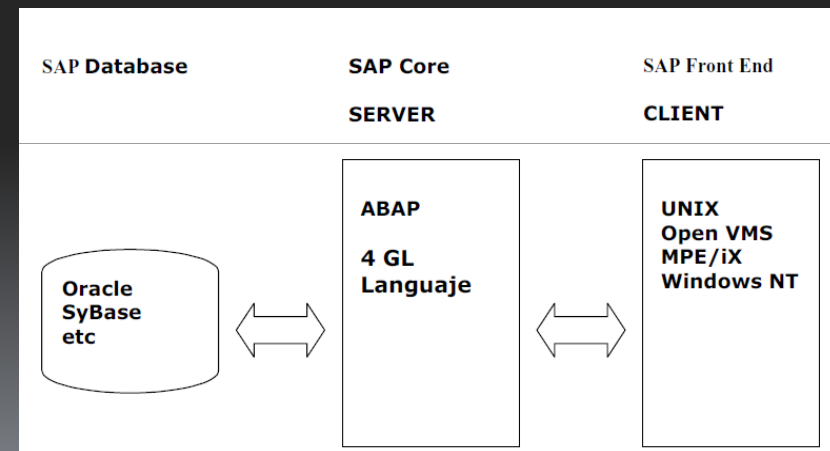 SAP Database
SAP Core
SERVER
SAP Front End
CLIENT
Oracle
SyBase
etc
ABAP
4 GL
Languaje
UNIX
Open VMS
MPE/iX
Windows NT